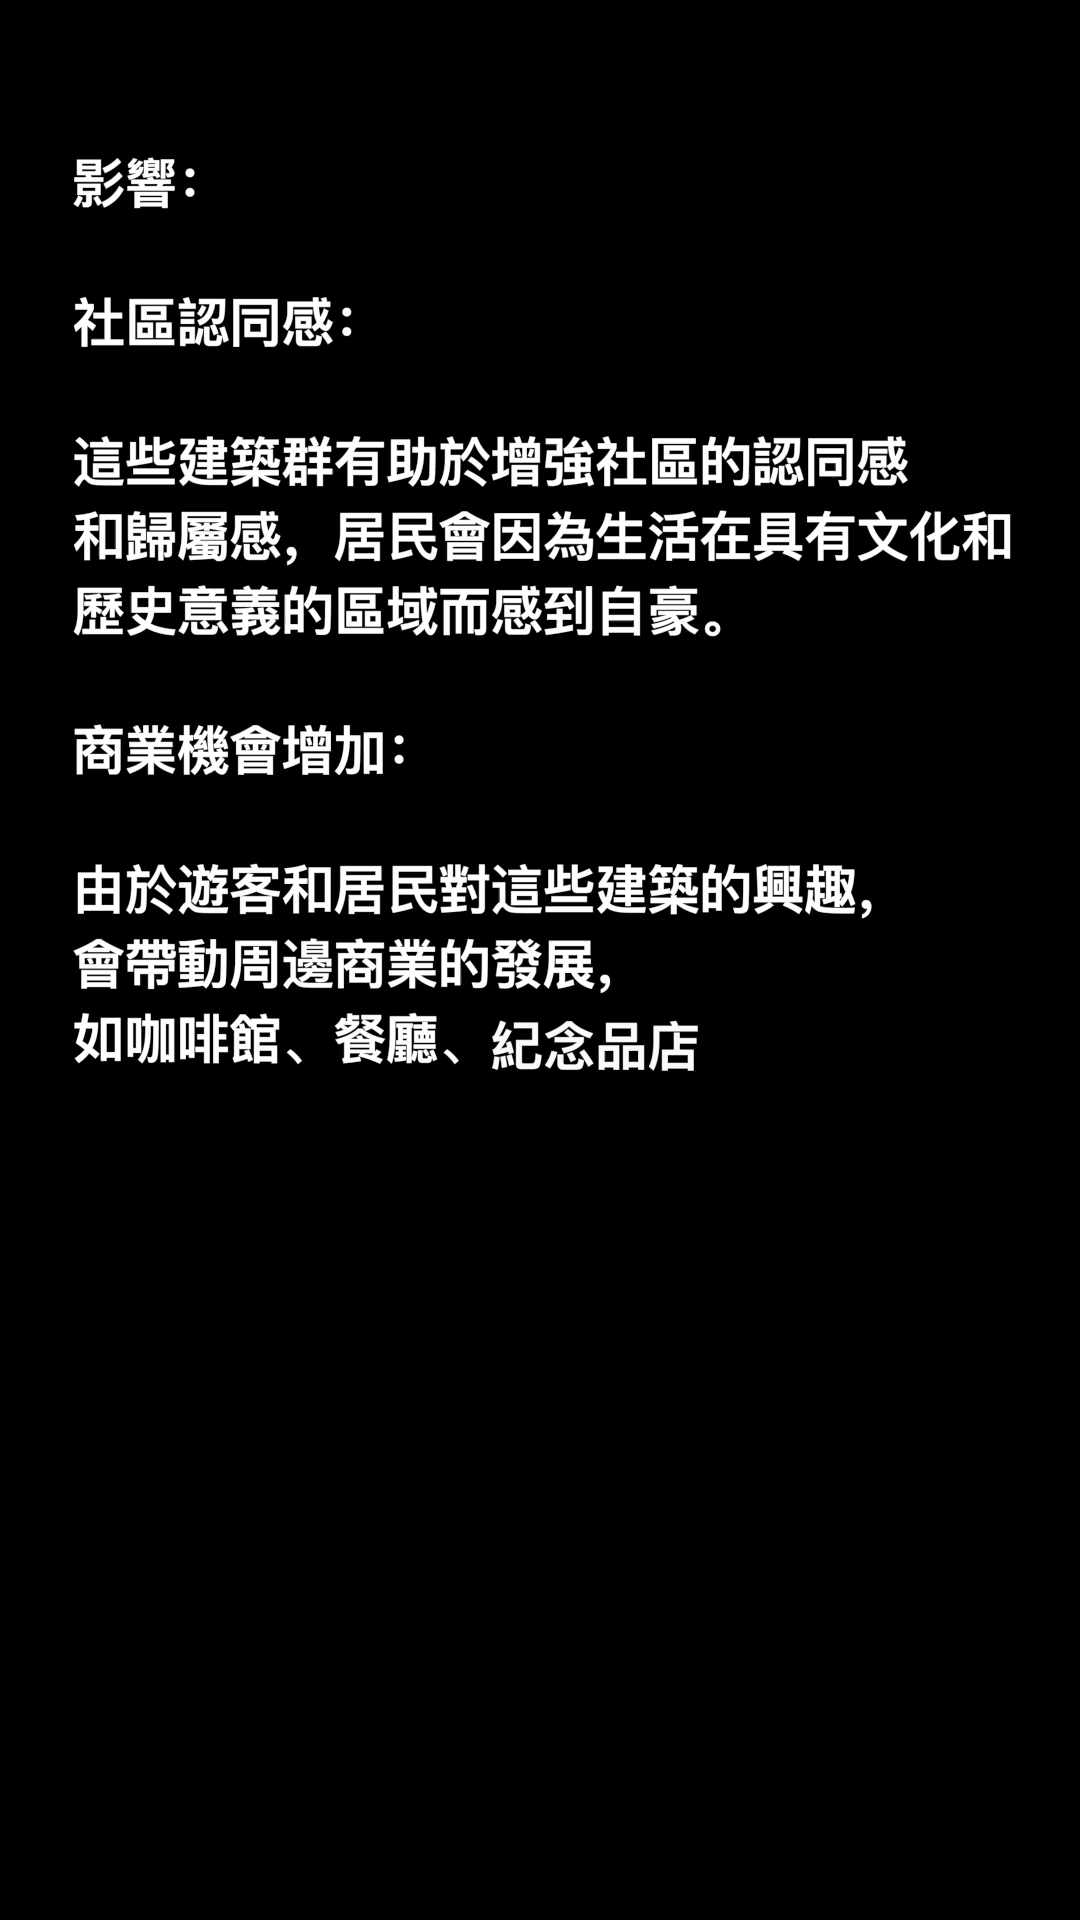 影響：
社區認同感：
這些建築群有助於增強社區的認同感
和歸屬感，居民會因為生活在具有文化和
歷史意義的區域而感到自豪。
商業機會增加：
由於遊客和居民對這些建築的興趣，
會帶動周邊商業的發展，
如咖啡館、餐廳、紀念品店